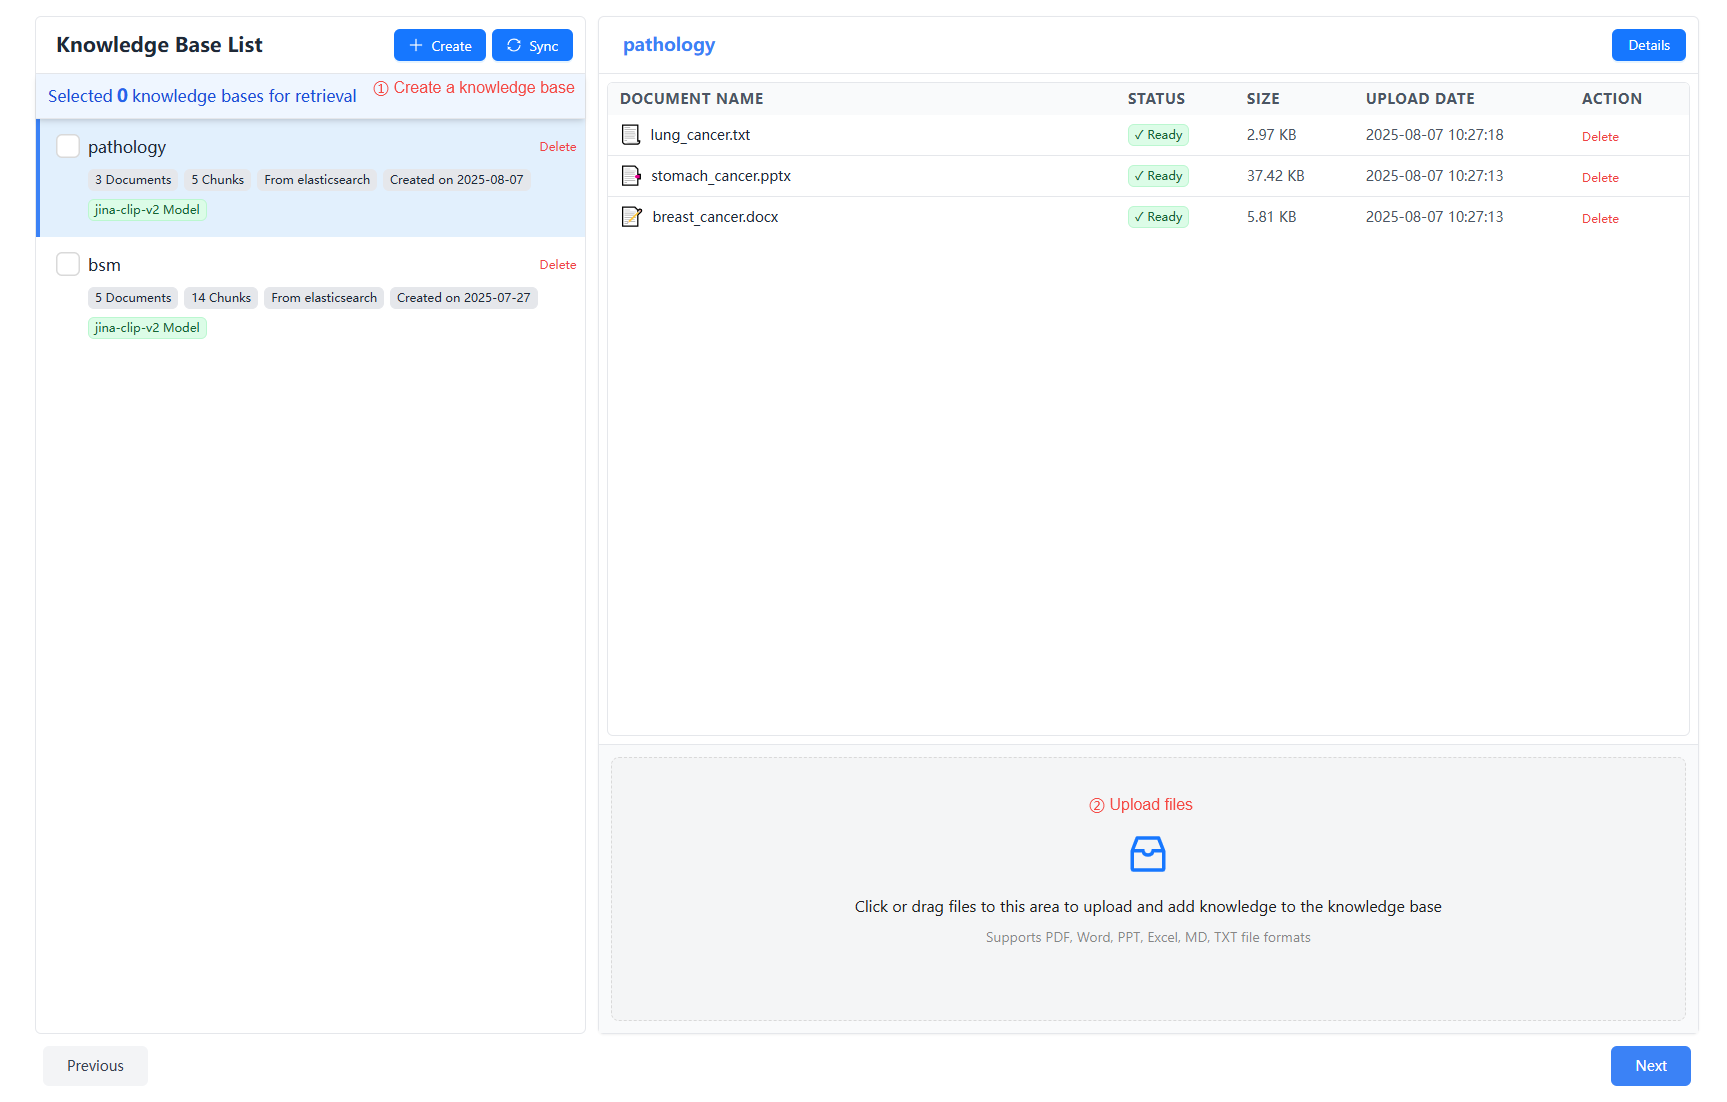 Knowledge Base List
Create
Sync
Selected 0 knowledge bases for retrieval
① Create a knowledge base
pathology
Delete
3 Documents
5 Chunks
From elasticsearch
Created on 2025-08-07
jina-clip-v2 Model
bsm
Delete
5 Documents
14 Chunks
From elasticsearch
Created on 2025-07-27
jina-clip-v2 Model
pathology
Details
DOCUMENT NAME STATUS SIZE UPLOAD DATE ACTION
lung_cancer.txt ✓ Ready 2.97 KB 2025-08-07 10:27:18 Delete
stomach_cancer.pptx ✓ Ready 37.42 KB 2025-08-07 10:27:13 Delete
breast_cancer.docx ✓ Ready 5.81 KB 2025-08-07 10:27:13 Delete
② Upload files
Click or drag files to this area to upload and add knowledge to the knowledge base
Supports PDF, Word, PPT, Excel, MD, TXT file formats
Previous
Next